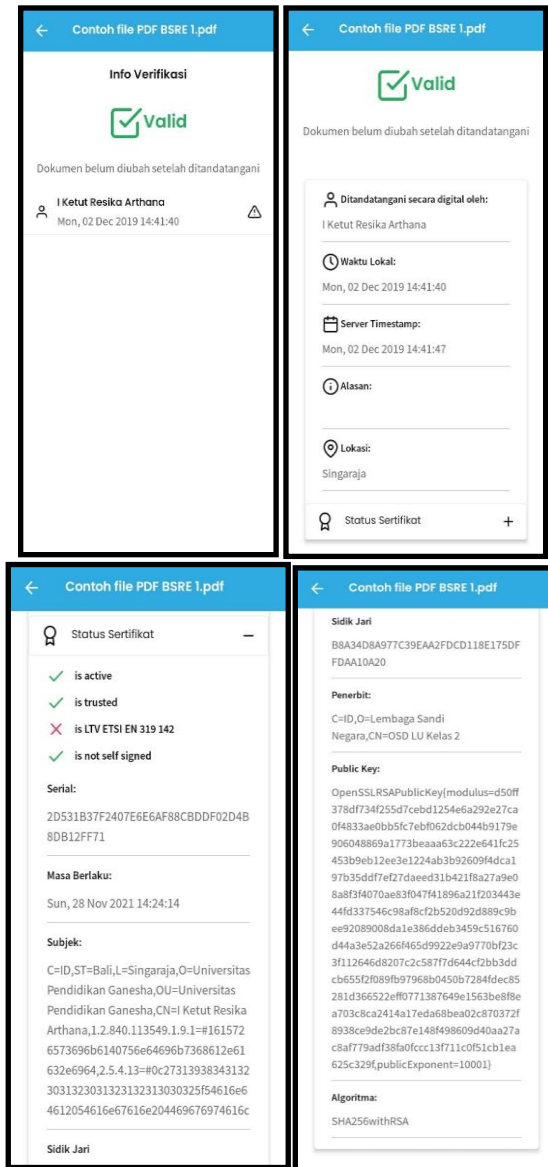 Contoh file PDF BSRE 1.pdf
Info Verifikasi
Valid
Dokumen belum diubah setelah ditandatangani
I Ketut Resika Arthana
Mon, 02 Dec 2019 14:41:40
Contoh file PDF BSRE 1.pdf
Valid
Dokumen belum diubah setelah ditandatangani
Ditandatangani secara digital oleh:
I Ketut Resika Arthana
Waktu Lokal:
Mon, 02 Dec 2019 14:41:40
Server Timestamp:
Mon, 02 Dec 2019 14:41:47
Alasan:
Lokasi:
Singaraja
Status Sertifikat +
Contoh file PDF BSRE 1.pdf
Status Sertifikat −
is active
is trusted
is LTV ETSI EN 319 142
is not self signed
Serial:
2D531B37F2407E6E6AF88CBDDF02D4B
8DB12FF71
Masa Berlaku:
Sun, 28 Nov 2021 14:24:14
Subjek:
C=ID,ST=Bali,L=Singaraja,O=Universitas
Pendidikan Ganesha,OU=Universitas
Pendidikan Ganesha,CN=I Ketut Resika
Arthana,1.2.840.113549.1.9.1=#161572
6573696b6140756e64696b7368612e61
632e6964,2.5.4.13=#0c27313938343132
3031323031323132313030325f54616e6
4612054616e67616e204469676974616c
Sidik Jari
Contoh file PDF BSRE 1.pdf
Sidik Jari
B8A34D8A977C39EAA2FDCD118E175DF
FDAA10A20
Penerbit:
C=ID,O=Lembaga Sandi
Negara,CN=OSD LU Kelas 2
Public Key:
OpenSSLRSAPublicKey{modulus=d50ff
378df734f255d7cebd1254e6a292e27ca
0f4833ae0bb5fc7ebf062dcb044b9179e
906048869a1773beaaa63c222e641fc25
453b9eb12ee3e1224ab3b92609f4dca1
97b35ddf7ef27daeed31b421f8a27a9e0
8a8f3f4070ae83f047f41896a21f203443e
44fd337546c98af8cf2b520d92d889c9b
ee92089008da1e386ddeb3459c516760
d44a3e52a266f465d9922e9a9770bf23c
3f112646d8207c2c587f7d644cf2bb3dd
cb655f2f089fb97968b0450b7284fdec85
281d366522eff0771387649e1563be8f8e
a703c8ca2414a17eda68bea02c870372f
8938ce9de2bc87e148f498609d40aa27a
c8af779adf38fa0fccc13f711c0f51cb1ea
625c329f,publicExponent=10001}
Algoritma:
SHA256withRSA